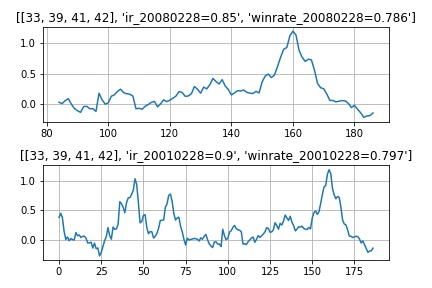 [[33, 39, 41, 42], 'ir_20080228=0.85', 'winrate_20080228=0.786']
1.0
0.5
0.0
80 100 120 140 160 180
[[33, 39, 41, 42], 'ir_20010228=0.9', 'winrate_20010228=0.797']
1.0
0.5
0.0
0 25 50 75 100 125 150 175